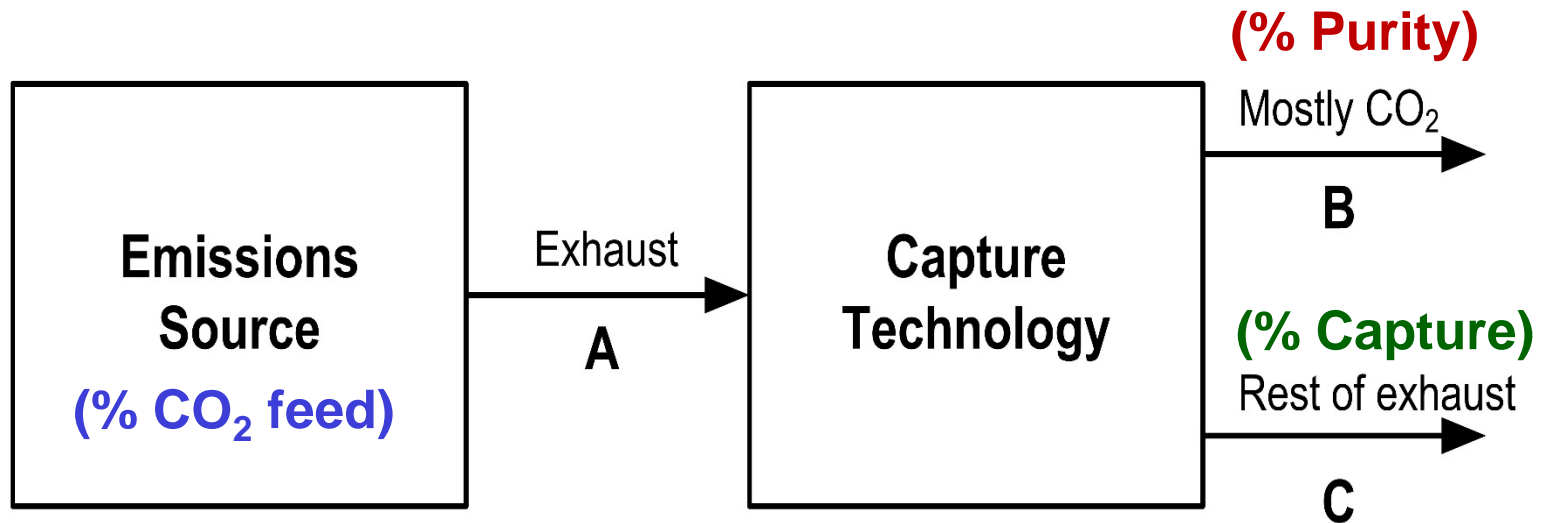 (% Purity)
Mostly CO₂
B
Emissions
Source
(% CO₂ feed)
Exhaust
A
Capture
Technology
(% Capture)
Rest of exhaust
C